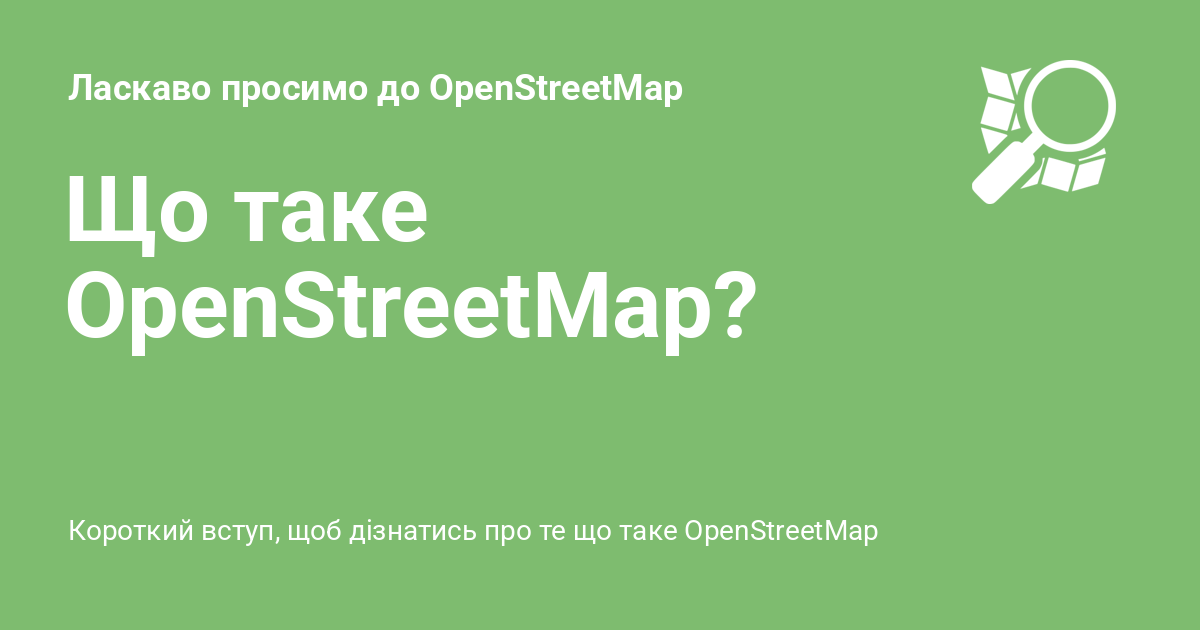 Ласкаво просимо до OpenStreetMap
Що таке
OpenStreetMap?
Короткий вступ, щоб дізнатись про те що таке OpenStreetMap